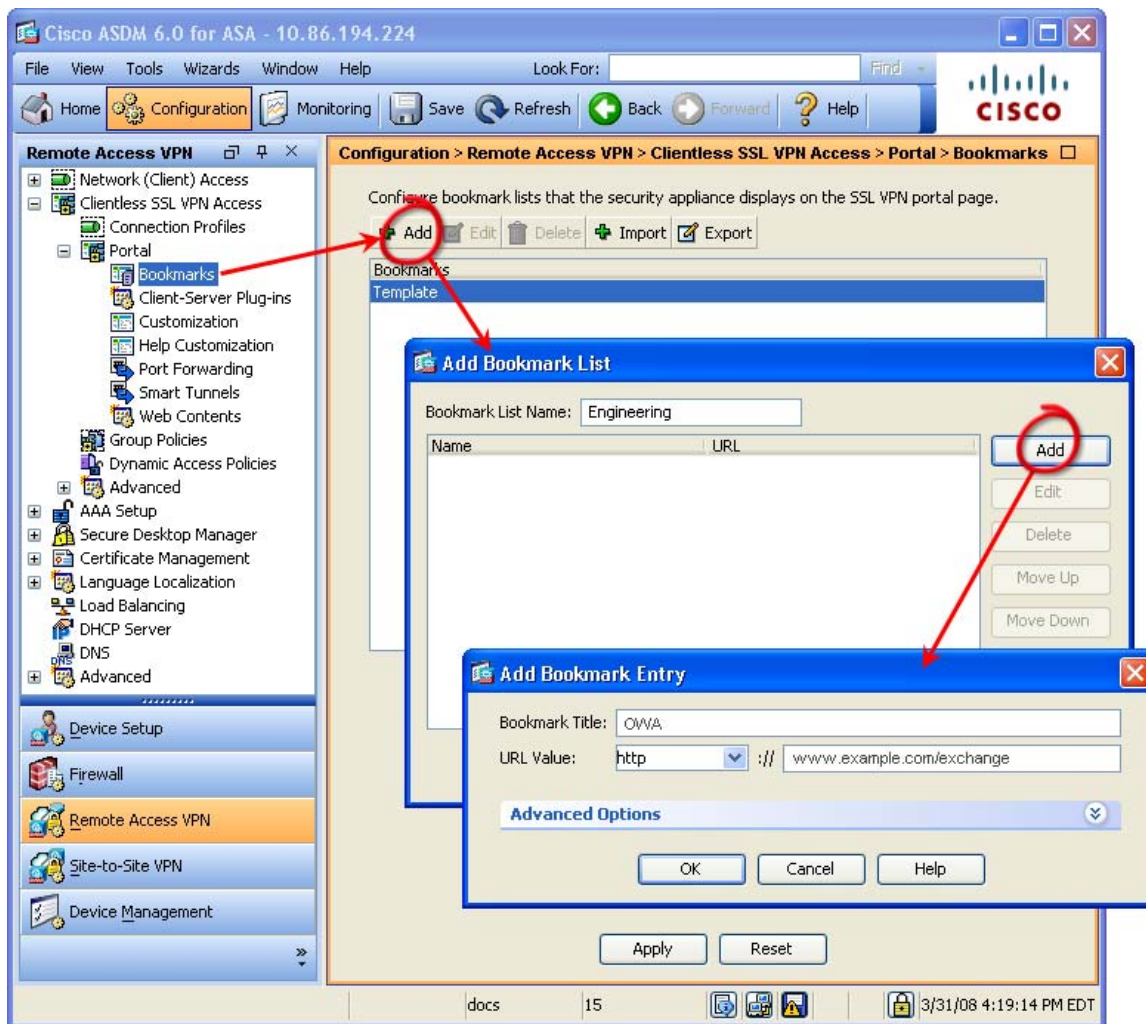 Cisco ASDM 6.0 for ASA - 10.86.194.224
File View Tools Wizards Window Help Look For: Find
Home Configuration Monitoring Save Refresh Back Forward Help
CISCO
Remote Access VPN
Network (Client) Access
Clientless SSL VPN Access
Connection Profiles
Portal
Bookmarks
Client-Server Plug-ins
Customization
Help Customization
Port Forwarding
Smart Tunnels
Web Contents
Group Policies
Dynamic Access Policies
Advanced
AAA Setup
Secure Desktop Manager
Certificate Management
Language Localization
Load Balancing
DHCP Server
DNS
DNS
Advanced
Device Setup
Firewall
Remote Access VPN
Site-to-Site VPN
Device Management
Configuration > Remote Access VPN > Clientless SSL VPN Access > Portal > Bookmarks
Configure bookmark lists that the security appliance displays on the SSL VPN portal page.
Add Edit Delete Import Export
Bookmarks
Template
Add Bookmark List
Bookmark List Name: Engineering
Name URL
Add
Edit
Delete
Move Up
Move Down
Add Bookmark Entry
Bookmark Title: OWA
URL Value: http :// www.example.com/exchange
Advanced Options
OK Cancel Help
Apply Reset
docs 15 3/31/08 4:19:14 PM EDT